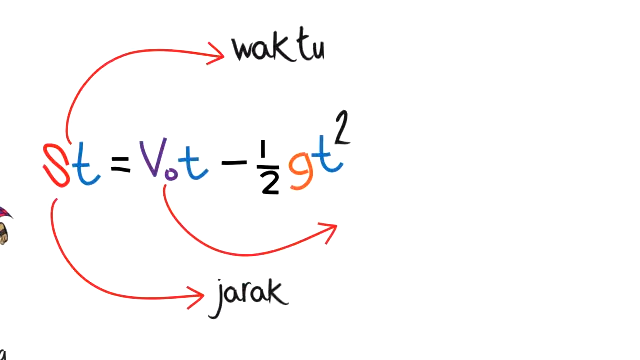 waktu
St = V₀t − ½gt²
jarak